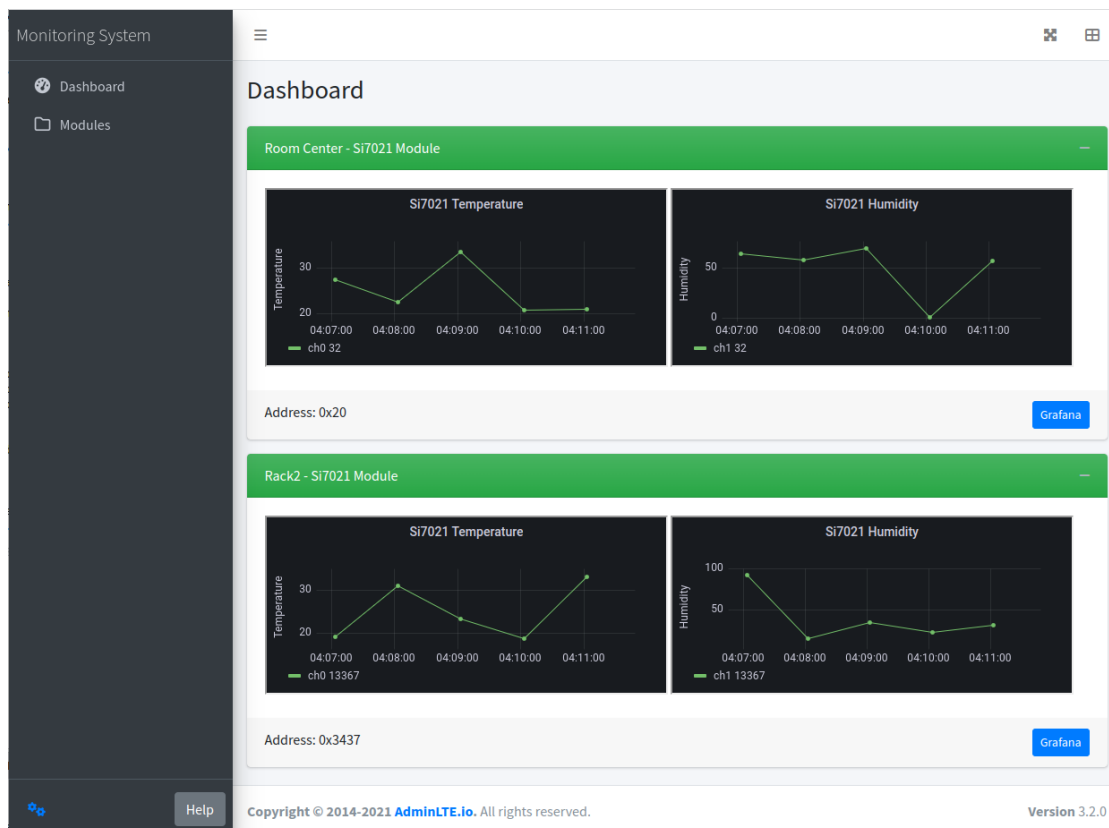 Monitoring System
Dashboard
Modules
Dashboard
Room Center - Si7021 Module
Si7021 Temperature
Temperature
30
20
04:07:00 04:08:00 04:09:00 04:10:00 04:11:00
ch0 32
Si7021 Humidity
Humidity
50
0
04:07:00 04:08:00 04:09:00 04:10:00 04:11:00
ch1 32
Address: 0x20
Grafana
Rack2 - Si7021 Module
Si7021 Temperature
Temperature
30
20
04:07:00 04:08:00 04:09:00 04:10:00 04:11:00
ch0 13367
Si7021 Humidity
Humidity
100
50
04:07:00 04:08:00 04:09:00 04:10:00 04:11:00
ch1 13367
Address: 0x3437
Grafana
Help
Copyright © 2014-2021 AdminLTE.io. All rights reserved.
Version 3.2.0